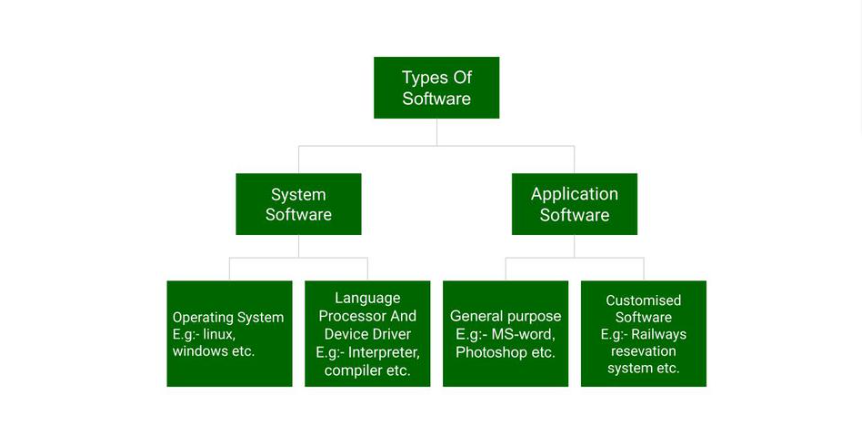 Types Of
Software
System
Software
Application
Software
Operating System
E.g:- linux,
windows etc.
Language
Processor And
Device Driver
E.g:- Interpreter,
compiler etc.
General purpose
E.g:- MS-word,
Photoshop etc.
Customised
Software
E.g:- Railways
resevation
system etc.